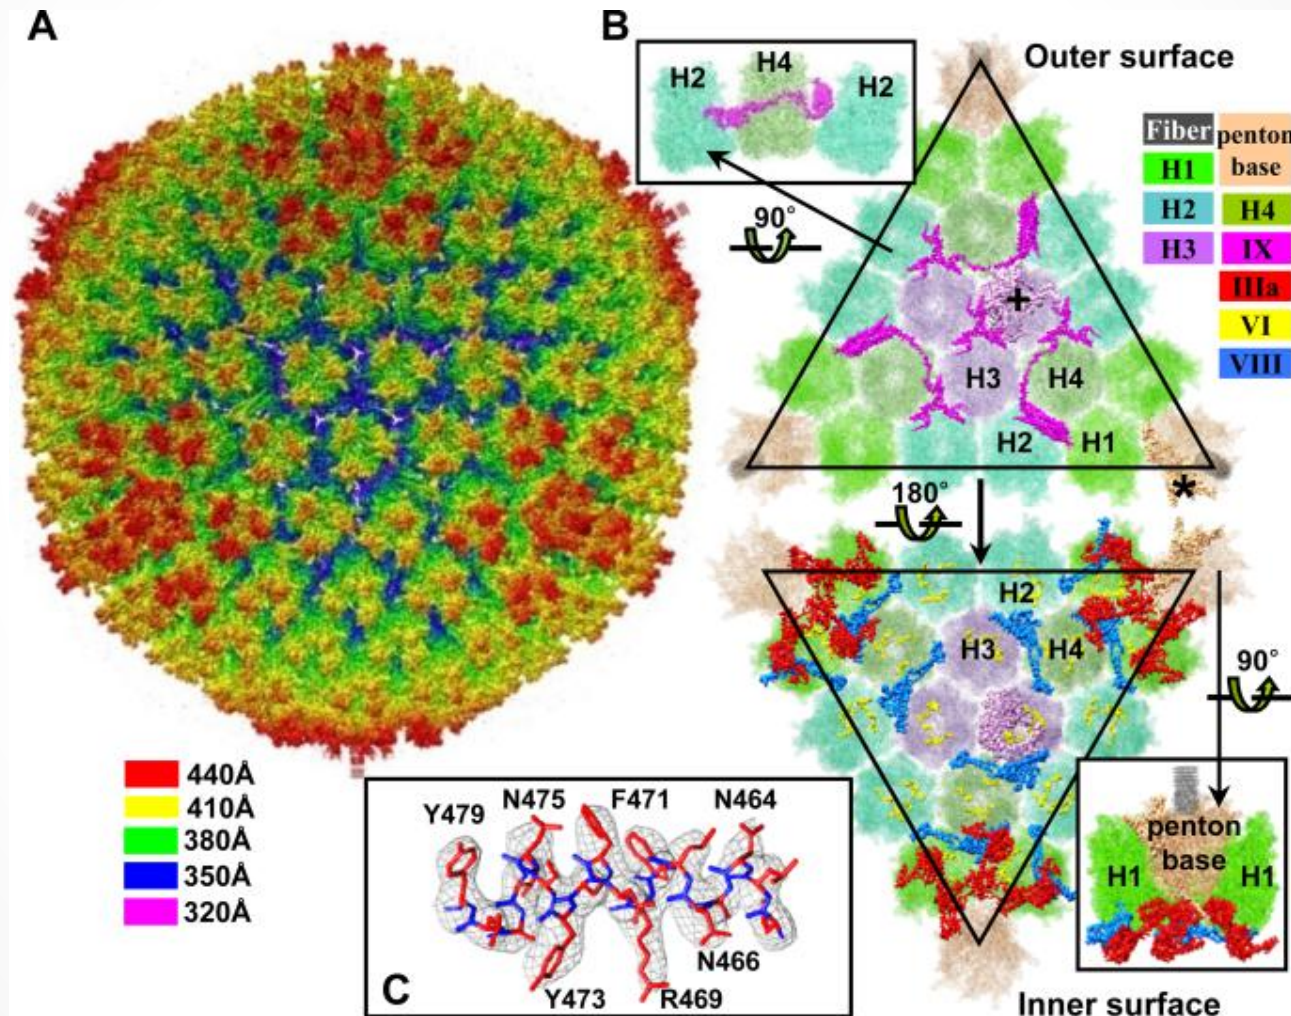 A
440Å
410Å
380Å
350Å
320Å
B
H2
H4
H2
Outer surface
Fiber
penton
base
H1
H2
H4
H3
IX
IIIa
VI
VIII
90°
+
H3
H4
H2
H1
*
180°
H2
H3
H4
90°
penton
base
H1
H1
Inner surface
C
Y479
N475
F471
N464
N466
Y473
R469